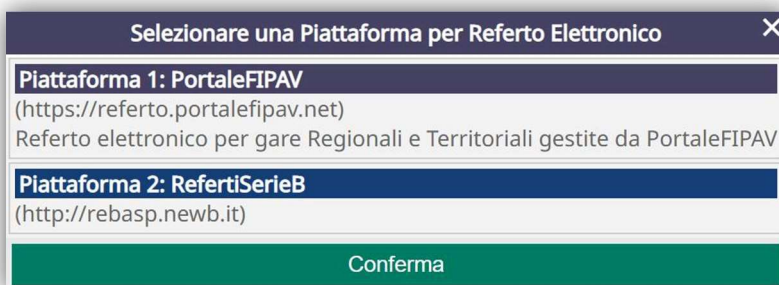 Selezionare una Piattaforma per Referto Elettronico ×
Piattaforma 1: PortaleFIPAV
(https://referto.portalefipav.net)
Referto elettronico per gare Regionali e Territoriali gestite da PortaleFIPAV
Piattaforma 2: RefertiSerieB
(http://rebasp.newb.it)
Conferma